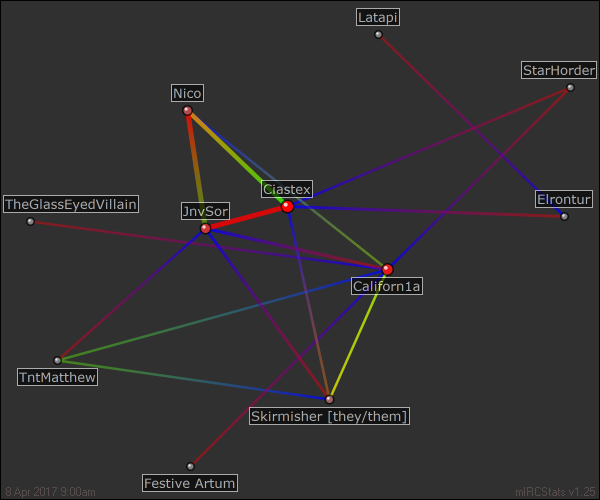 Latapi
StarHorder
Nico
Ciastex
TheGlassEyedVillain
JnvSor
Elrontur
Californ1a
TntMatthew
Skirmisher [they/them]
Festive Artum
8 Apr 2017 9:00am
mIRCStats v1.25